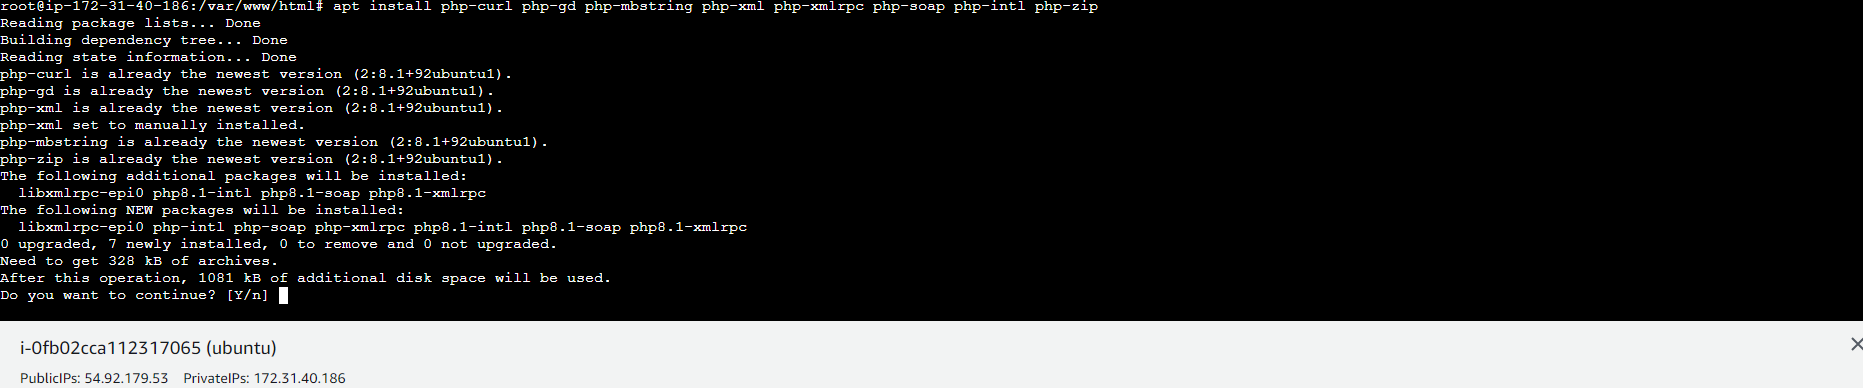 root@ip-172-31-40-186:/var/www/html# apt install php-curl php-gd php-mbstring php-xml php-xmlrpc php-soap php-intl php-zip
Reading package lists... Done
Building dependency tree... Done
Reading state information... Done
php-curl is already the newest version (2:8.1+92ubuntu1).
php-gd is already the newest version (2:8.1+92ubuntu1).
php-xml is already the newest version (2:8.1+92ubuntu1).
php-xml set to manually installed.
php-mbstring is already the newest version (2:8.1+92ubuntu1).
php-zip is already the newest version (2:8.1+92ubuntu1).
The following additional packages will be installed:
  libxmlrpc-epi0 php8.1-intl php8.1-soap php8.1-xmlrpc
The following NEW packages will be installed:
  libxmlrpc-epi0 php-intl php-soap php-xmlrpc php8.1-intl php8.1-soap php8.1-xmlrpc
0 upgraded, 7 newly installed, 0 to remove and 0 not upgraded.
Need to get 328 kB of archives.
After this operation, 1081 kB of additional disk space will be used.
Do you want to continue? [Y/n]
i-0fb02cca112317065 (ubuntu)
PublicIPs: 54.92.179.53 PrivateIPs: 172.31.40.186